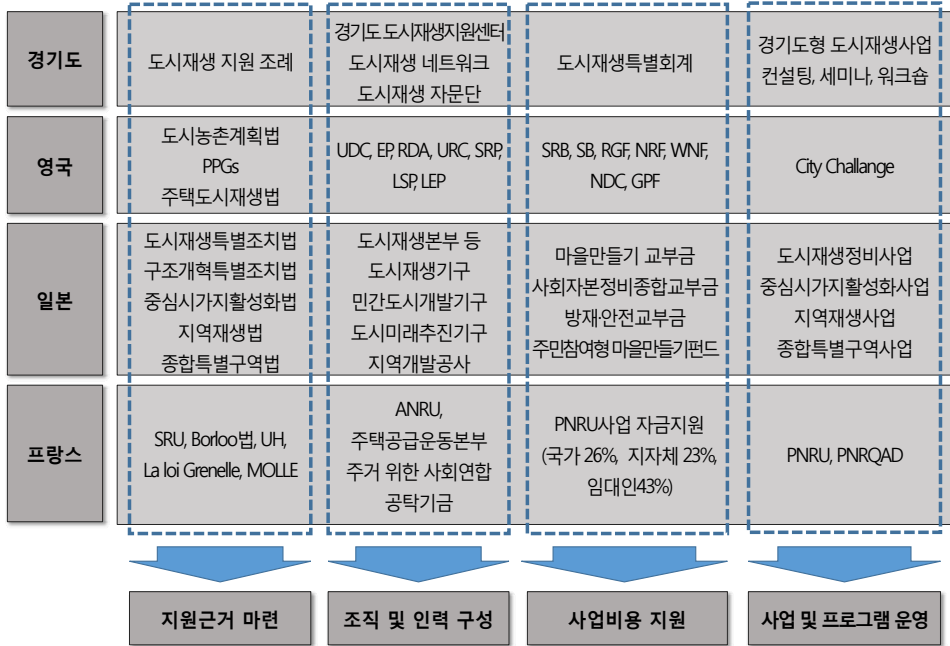 경기도
도시재생 지원 조례
경기도 도시재생지원센터
도시재생 네트워크
도시재생 자문단
도시재생특별회계
경기도형 도시재생사업
컨설팅, 세미나, 워크숍
영국
도시농촌계획법
PPGs
주택도시재생법
UDC, EP, RDA, URC, SRP,
LSP, LEP
SRB, SB, RGF, NRF, WNF,
NDC, GPF
City Challange
일본
도시재생특별조치법
구조개혁특별조치법
중심시가지활성화법
지역재생법
종합특별구역법
도시재생본부 등
도시재생기구
민간도시개발기구
도시미래추진기구
지역개발공사
마을만들기 교부금
사회자본정비종합교부금
방재·안전교부금
주민참여형 마을만들기펀드
도시재생정비사업
중심시가지활성화사업
지역재생사업
종합특별구역사업
프랑스
SRU, Borloo법, UH,
La loi Grenelle, MOLLE
ANRU,
주택공급운동본부
주거 위한 사회연합
공탁기금
PNRU사업 자금지원
(국가 26%, 지자체 23%,
임대인43%)
PNRU, PNRQAD
지원근거 마련
조직 및 인력 구성
사업비용 지원
사업 및 프로그램 운영